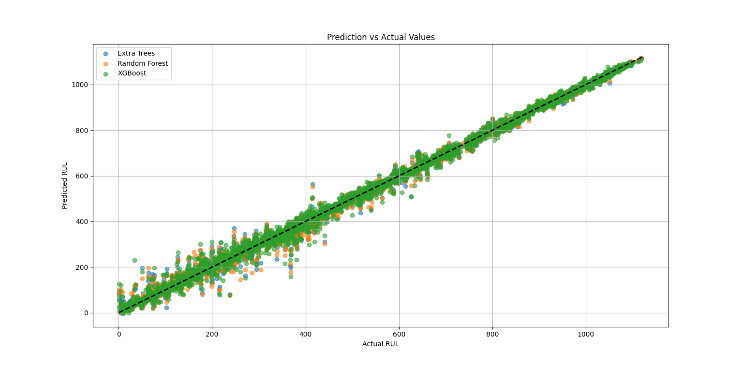 Prediction vs Actual Values
Extra Trees
Random Forest
XGBoost
1000
800
600
400
200
0
Predicted RUL
0 200 400 600 800 1000
Actual RUL